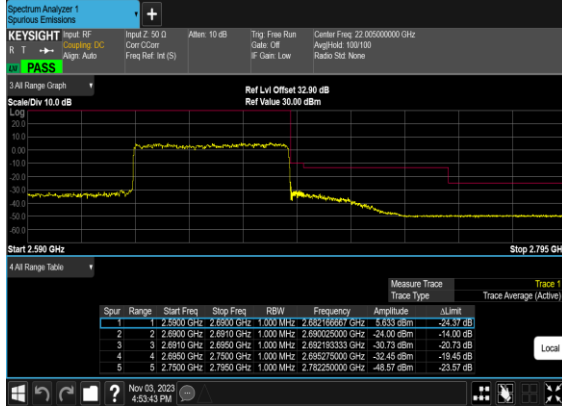 Spectrum Analyzer 1
Spurious Emissions
+
KEYSIGHT Input: RF Input Z: 50 Ω Atten: 10 dB Trig: Free Run Center Freq: 22.005000000 GHz
R T Coupling: DC Corr CCorr Gate: Off Avg|Hold: 100/100
Align: Auto Freq Ref: Int (S) IF Gain: Low Radio Std: None
PASS
3 All Range Graph
Ref Lvl Offset 32.90 dB
Scale/Div 10.0 dB Ref Value 30.00 dBm
Log
20.0
10.0
0.00
-10.0
-20.0
-30.0
-40.0
-50.0
-60.0
Start 2.590 GHz Stop 2.795 GH
4 All Range Table
Measure Trace Trace 1
Trace Type Trace Average (Active)
Spur Range Start Freq Stop Freq RBW Frequency Amplitude ΔLimit
1 1 2.5900 GHz 2.6900 GHz 1.000 MHz 2.682166667 GHz 5.633 dBm -24.37 dB
2 2 2.6900 GHz 2.6910 GHz 1.000 MHz 2.690025000 GHz -24.00 dBm -14.00 dB
3 3 2.6910 GHz 2.6950 GHz 1.000 MHz 2.692193333 GHz -30.73 dBm -20.73 dB
4 4 2.6950 GHz 2.7500 GHz 1.000 MHz 2.695275000 GHz -32.45 dBm -19.45 dB
5 5 2.7500 GHz 2.7950 GHz 1.000 MHz 2.782250000 GHz -48.57 dBm -23.57 dB
Local
? Nov 03, 2023
4:53:43 PM